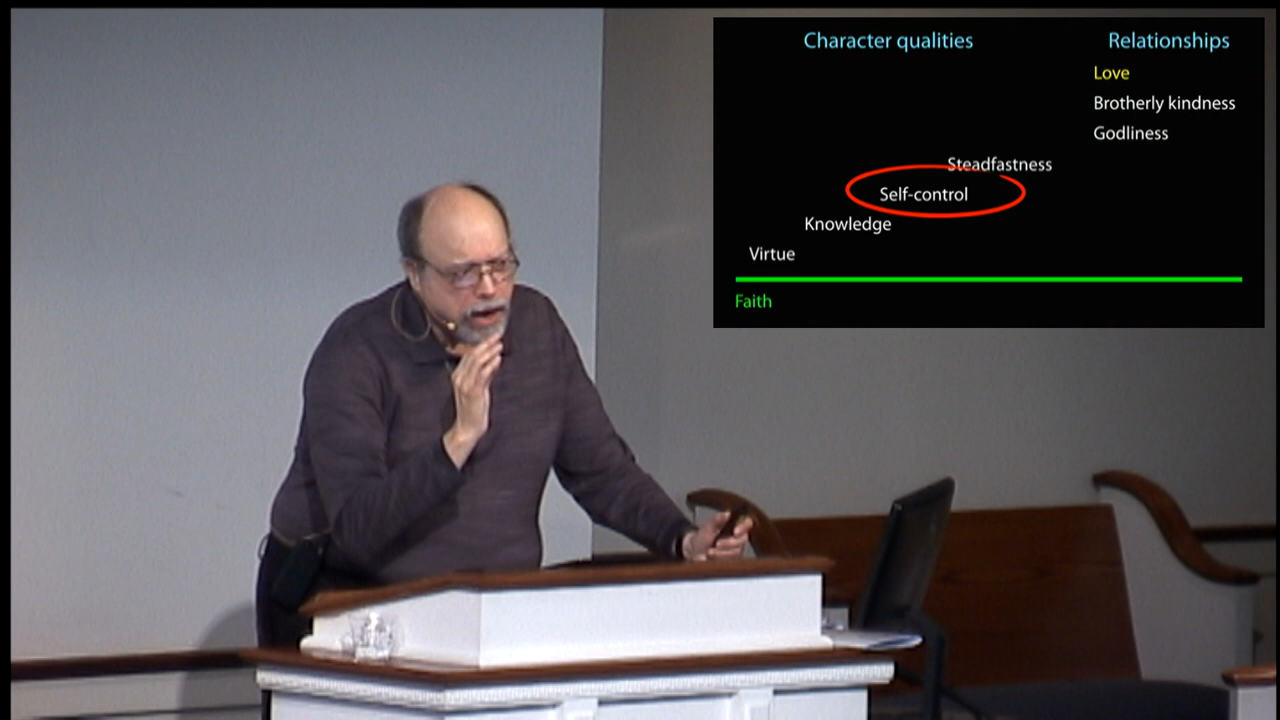 Character qualities
Relationships
Love
Brotherly kindness
Godliness
Steadfastness
Self-control
Knowledge
Virtue
Faith